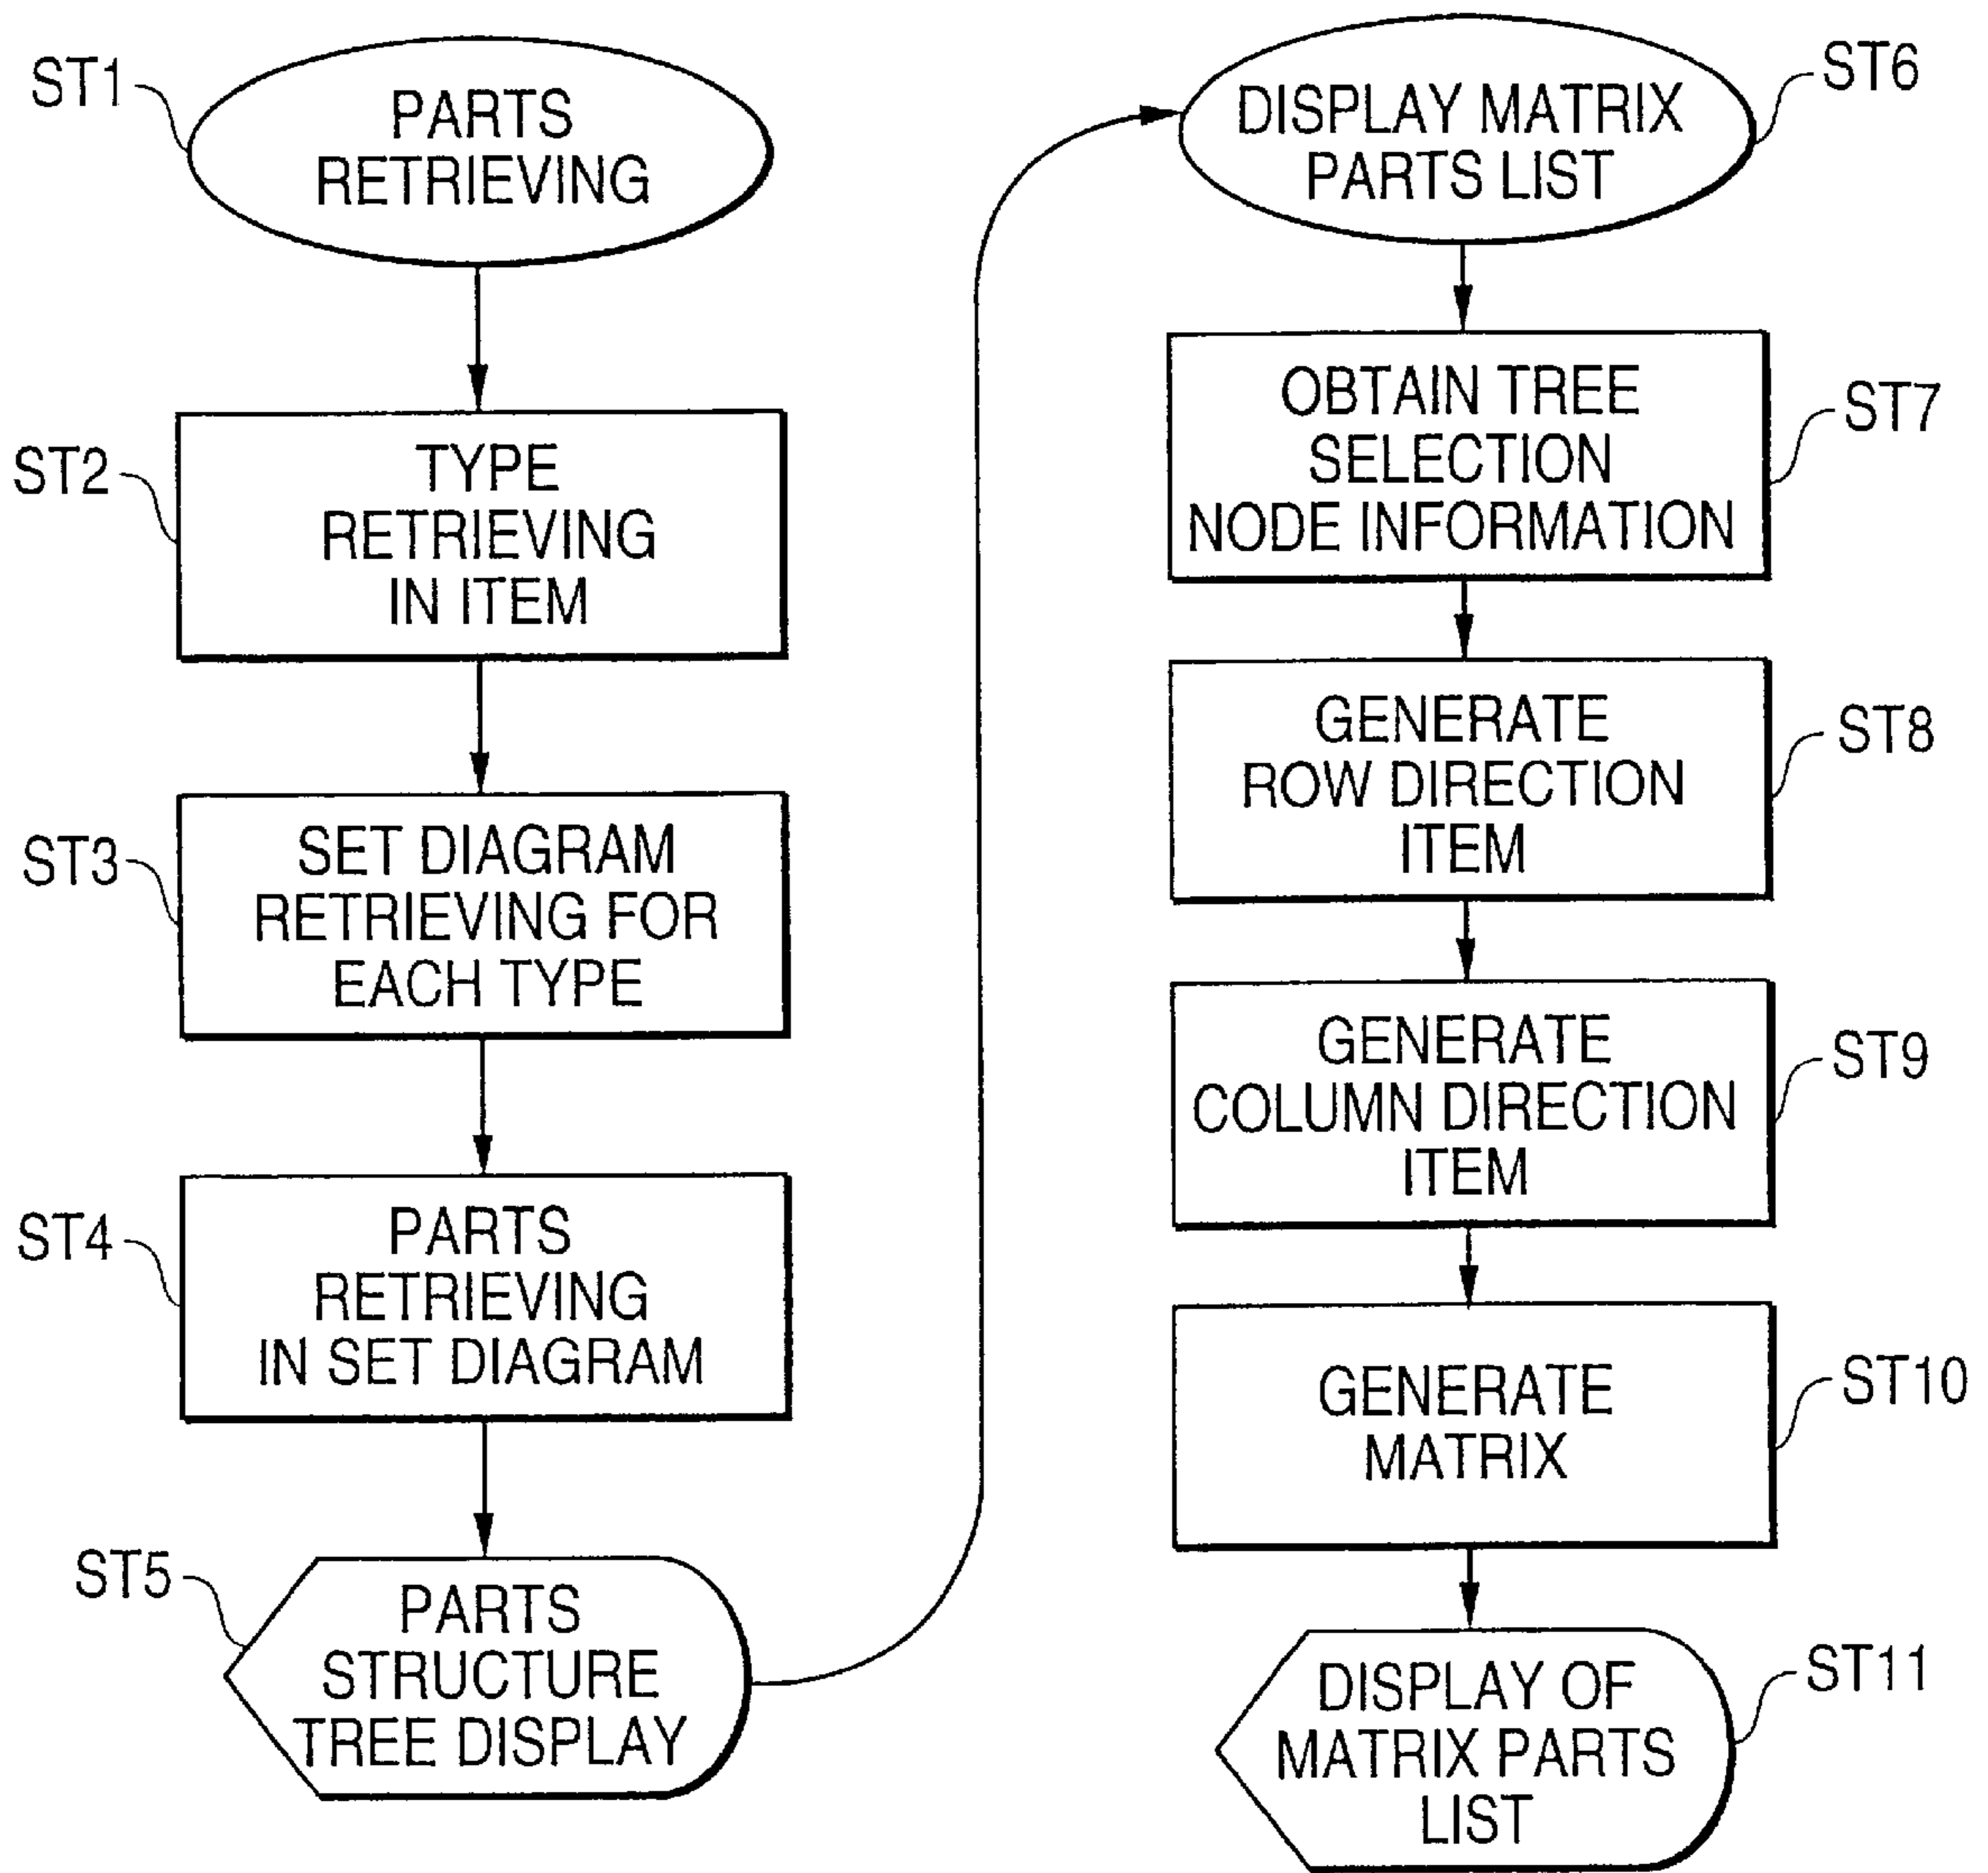 ST1
PARTS
RETRIEVING
ST2
TYPE
RETRIEVING
IN ITEM
ST3
SET DIAGRAM
RETRIEVING FOR
EACH TYPE
ST4
PARTS
RETRIEVING
IN SET DIAGRAM
ST5
PARTS
STRUCTURE
TREE DISPLAY
DISPLAY MATRIX
PARTS LIST
ST6
OBTAIN TREE
SELECTION
NODE INFORMATION
ST7
GENERATE
ROW DIRECTION
ITEM
ST8
GENERATE
COLUMN DIRECTION
ITEM
ST9
GENERATE
MATRIX
ST10
DISPLAY OF
MATRIX PARTS
LIST
ST11